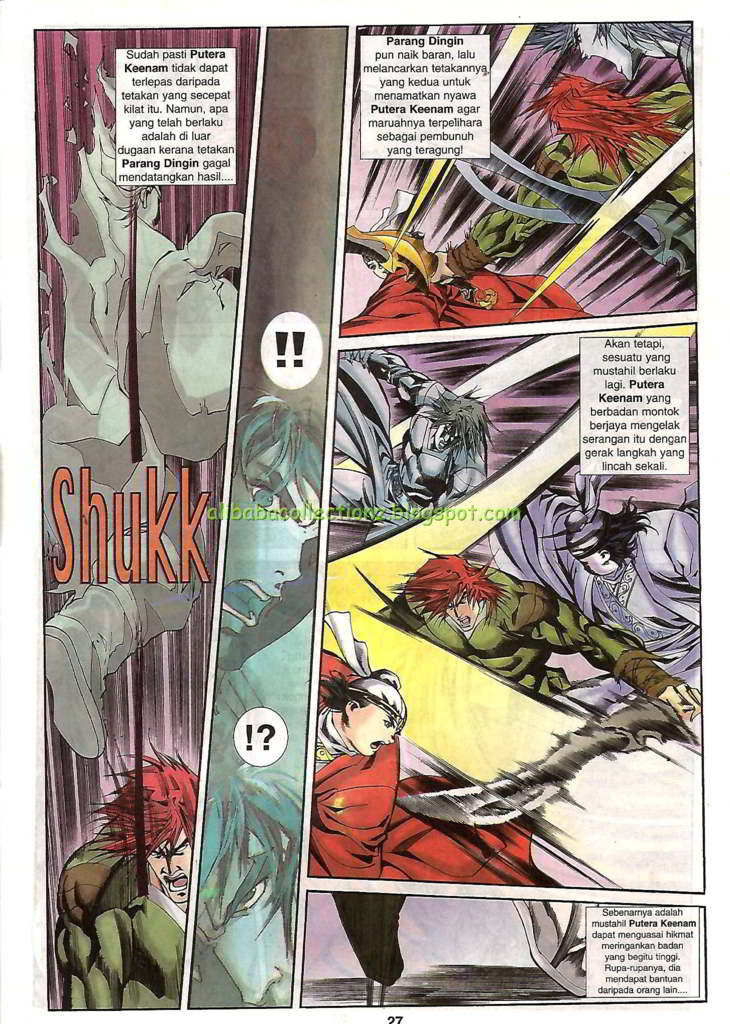 Sudah pasti Putera
Keenam tidak dapat
terlepas daripada
tetakan yang secepat
kilat itu. Namun, apa
yang telah berlaku
adalah di luar
dugaan kerana tetakan
Parang Dingin gagal
mendatangkan hasil....
Shukk
!!
!?
Parang Dingin
pun naik baran, lalu
melancarkan tetakannya
yang kedua untuk
menamatkan nyawa
Putera Keenam agar
maruahnya terpelihara
sebagai pembunuh
yang teragung!
Akan tetapi,
sesuatu yang
mustahil berlaku
lagi. Putera
Keenam yang
berbadan montok
berjaya mengelak
serangan itu dengan
gerak langkah yang
lincah sekali.
alibabacollectionz.blogspot.com
Sebenarnya adalah
mustahil Putera Keenam
dapat menguasai hikmat
meringankan badan
yang begitu tinggi.
Rupa-rupanya, dia
mendapat bantuan
daripada orang lain....
27